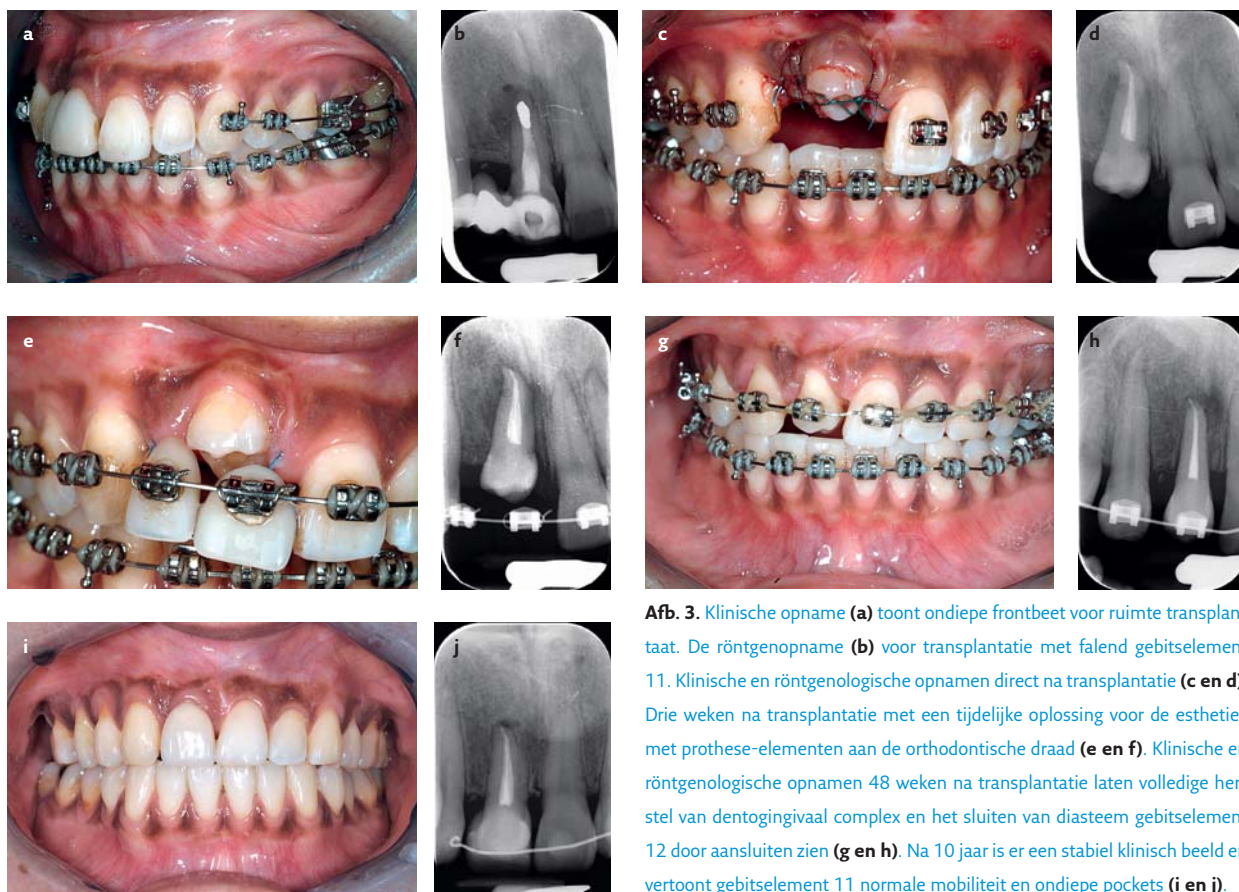 a
b
c
d
e
f
g
h
Afb. 3. Klinische opname (a) toont ondiepe frontbeet voor ruimte transplan
taat. De röntgenopname (b) voor transplantatie met falend gebitselemen
11. Klinische en röntgenologische opnamen direct na transplantatie (c en d)
Drie weken na transplantatie met een tijdelijke oplossing voor de esthetie
met prothese-elementen aan de orthodontische draad (e en f). Klinische e
röntgenologische opnamen 48 weken na transplantatie laten volledige her
stel van dentogingivaal complex en het sluiten van diasteem gebitselemen
12 door aansluiten zien (g en h). Na 10 jaar is er een stabiel klinisch beeld e
vertoont gebitselement 11 normale mobiliteit en ondiepe pockets (i en j).
i
j